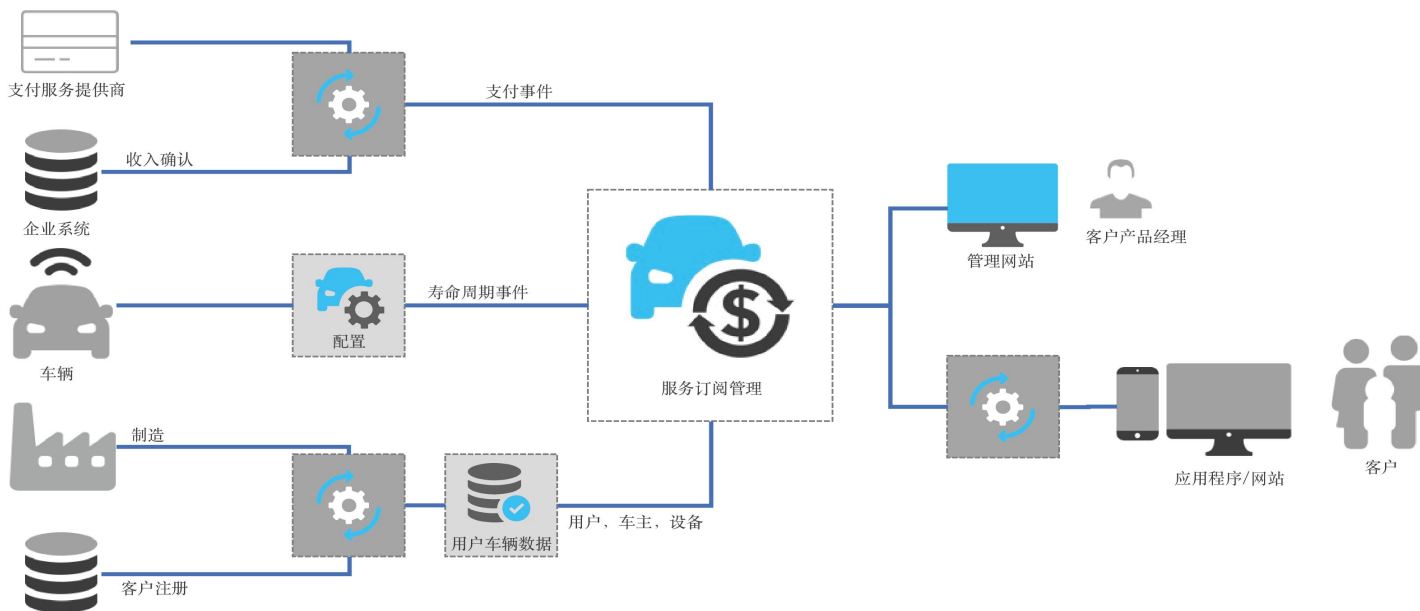 支付服务提供商
支付事件
收入确认
企业系统
客户产品经理
管理网站
寿命周期事件
配置
车辆
服务订阅管理
制造
客户
应用程序/网站
用户，车主，设备
用户车辆数据
客户注册